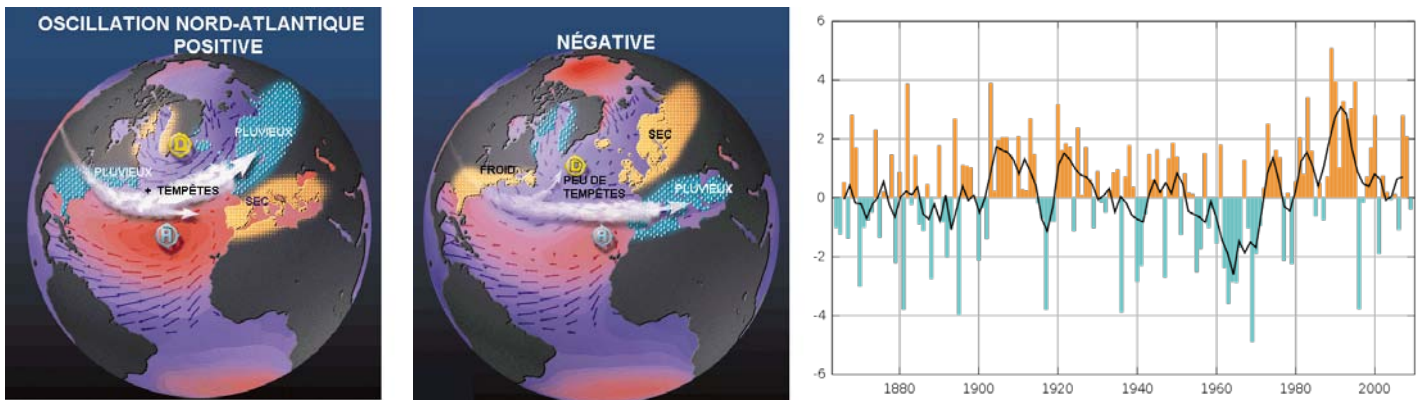 OSCILLATION NORD-ATLANTIQUE
POSITIVE
D
PLUVIEUX
PLUVIEUX
+ TEMPÊTES
SEC
H
NÉGATIVE
SEC
FROID
D
PEU DE
TEMPÊTES
PLUVIEUX
6
4
2
0
-2
-4
-6
1880
1900
1920
1940
1960
1980
2000